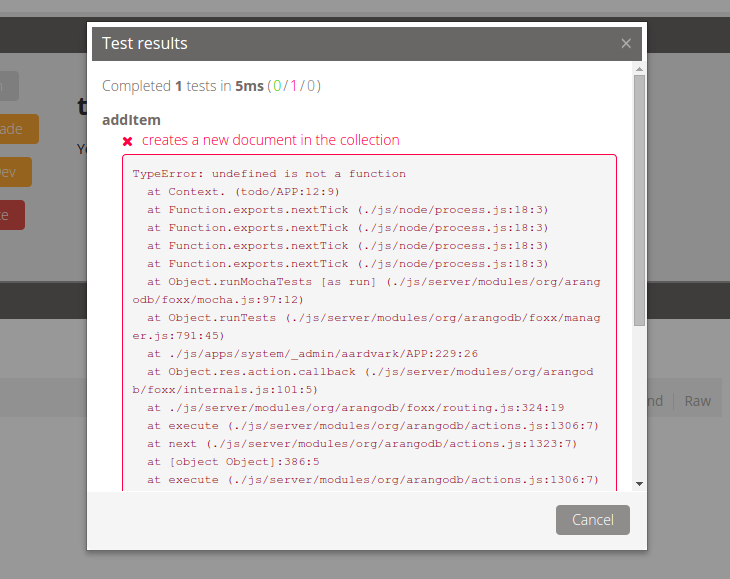 Test results ×
Completed 1 tests in 5ms (0/1/0)
addItem
✖ creates a new document in the collection
TypeError: undefined is not a function
at Context. (todo/APP:12:9)
at Function.exports.nextTick (./js/node/process.js:18:3)
at Function.exports.nextTick (./js/node/process.js:18:3)
at Function.exports.nextTick (./js/node/process.js:18:3)
at Function.exports.nextTick (./js/node/process.js:18:3)
at Object.runMochaTests [as run] (./js/server/modules/org/arang
odb/foxx/mocha.js:97:12)
at Object.runTests (./js/server/modules/org/arangodb/foxx/manag
er.js:791:45)
at ./js/apps/system/_admin/aardvark/APP:229:26
at Object.res.action.callback (./js/server/modules/org/arangod
b/foxx/internals.js:101:5)
at ./js/server/modules/org/arangodb/foxx/routing.js:324:19
at execute (./js/server/modules/org/arangodb/actions.js:1306:7)
at next (./js/server/modules/org/arangodb/actions.js:1323:7)
at [object Object]:386:5
at execute (./js/server/modules/org/arangodb/actions.js:1306:7)
Raw
Cancel